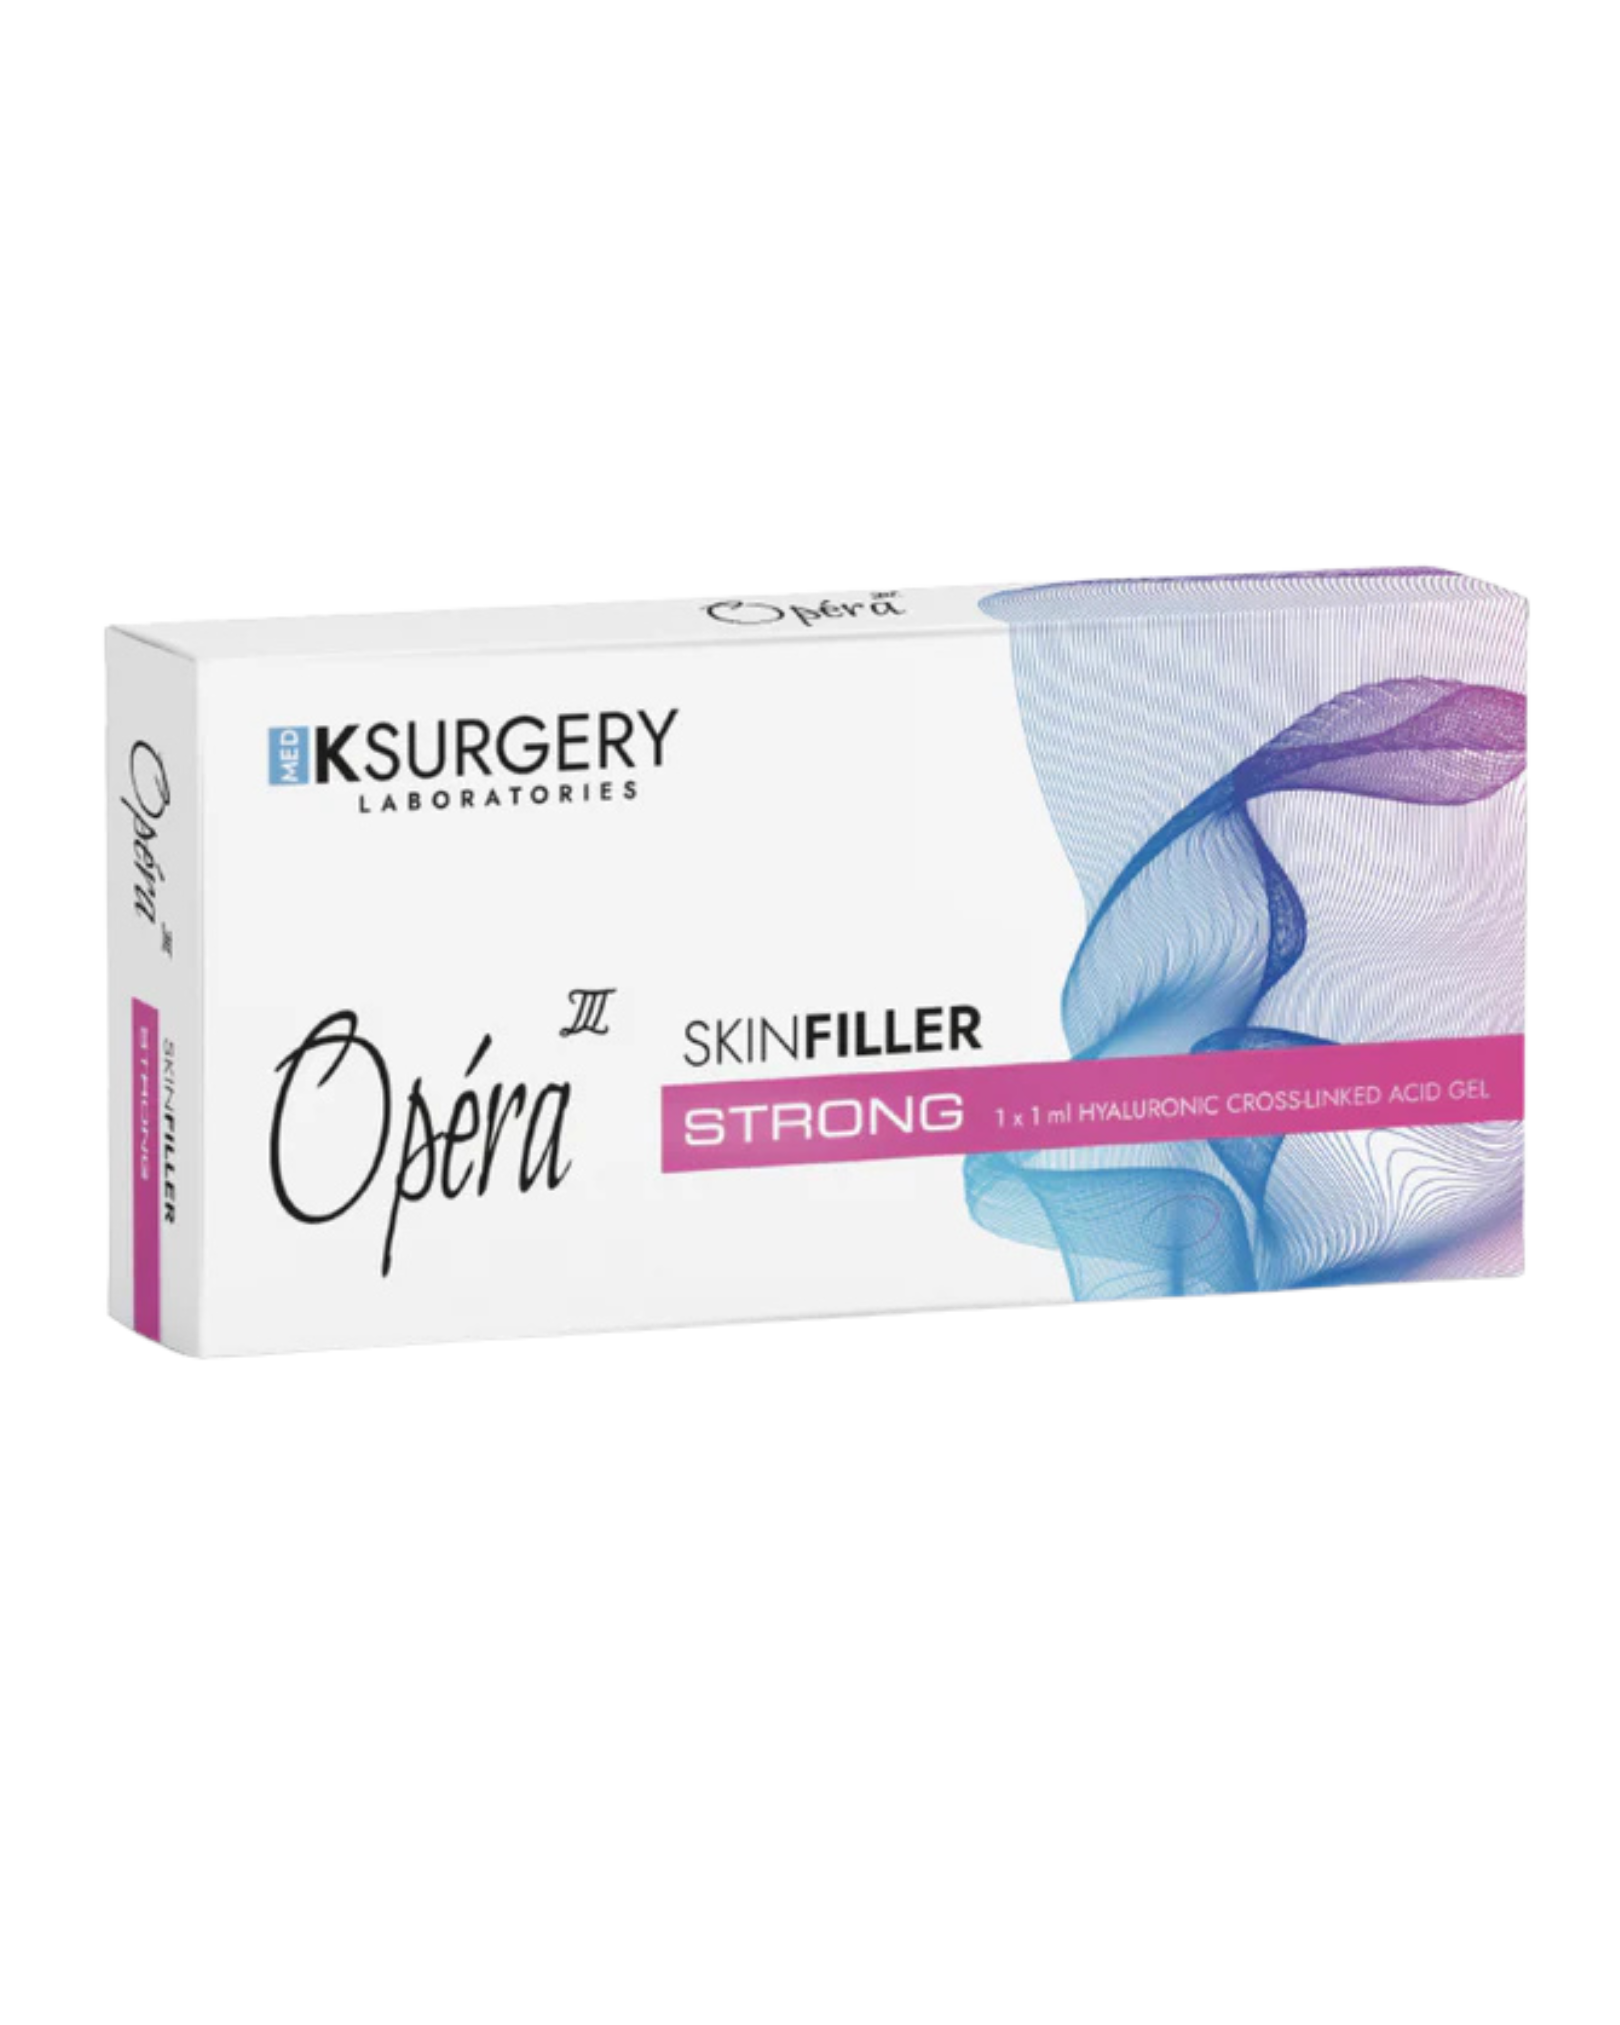 Opéra III
MED KSURGERY
LABORATORIES
Opéra III
SKINFILLER
STRONG 1 x 1 ml HYALURONIC CROSS-LINKED ACID GEL
Opéra III
SKINFILLER
STRONG